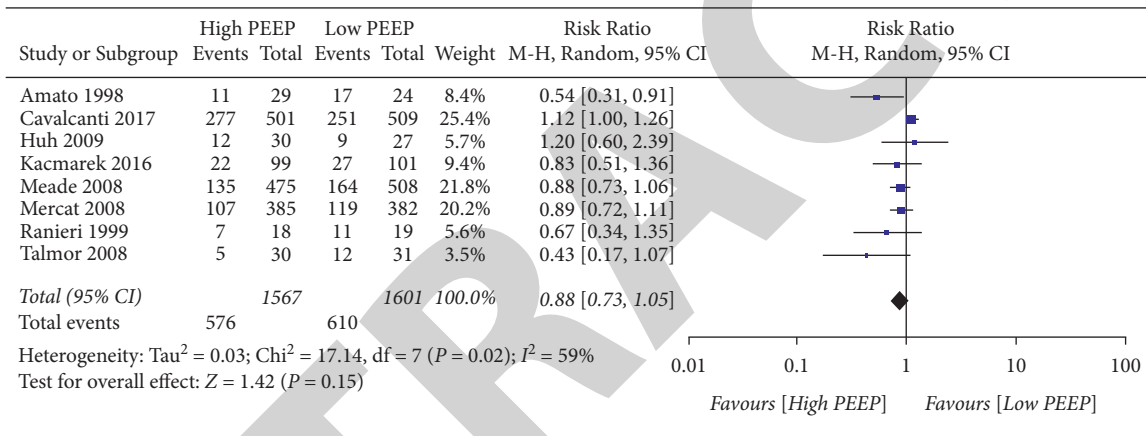 High PEEP Low PEEP Risk Ratio Risk Ratio
Study or Subgroup Events Total Events Total Weight M-H, Random, 95% CI M-H, Random, 95% CI
Amato 1998 11 29 17 24 8.4% 0.54 [0.31, 0.91]
Cavalcanti 2017 277 501 251 509 25.4% 1.12 [1.00, 1.26]
Huh 2009 12 30 9 27 5.7% 1.20 [0.60, 2.39]
Kacmarek 2016 22 99 27 101 9.4% 0.83 [0.51, 1.36]
Meade 2008 135 475 164 508 21.8% 0.88 [0.73, 1.06]
Mercat 2008 107 385 119 382 20.2% 0.89 [0.72, 1.11]
Ranieri 1999 7 18 11 19 5.6% 0.67 [0.34, 1.35]
Talmor 2008 5 30 12 31 3.5% 0.43 [0.17, 1.07]
Total (95% CI) 1567 1601 100.0% 0.88 [0.73, 1.05]
Total events 576 610
Heterogeneity: Tau² = 0.03; Chi² = 17.14, df = 7 (P = 0.02); I² = 59%
Test for overall effect: Z = 1.42 (P = 0.15)
0.01 0.1 1 10 100
Favours [High PEEP] Favours [Low PEEP]